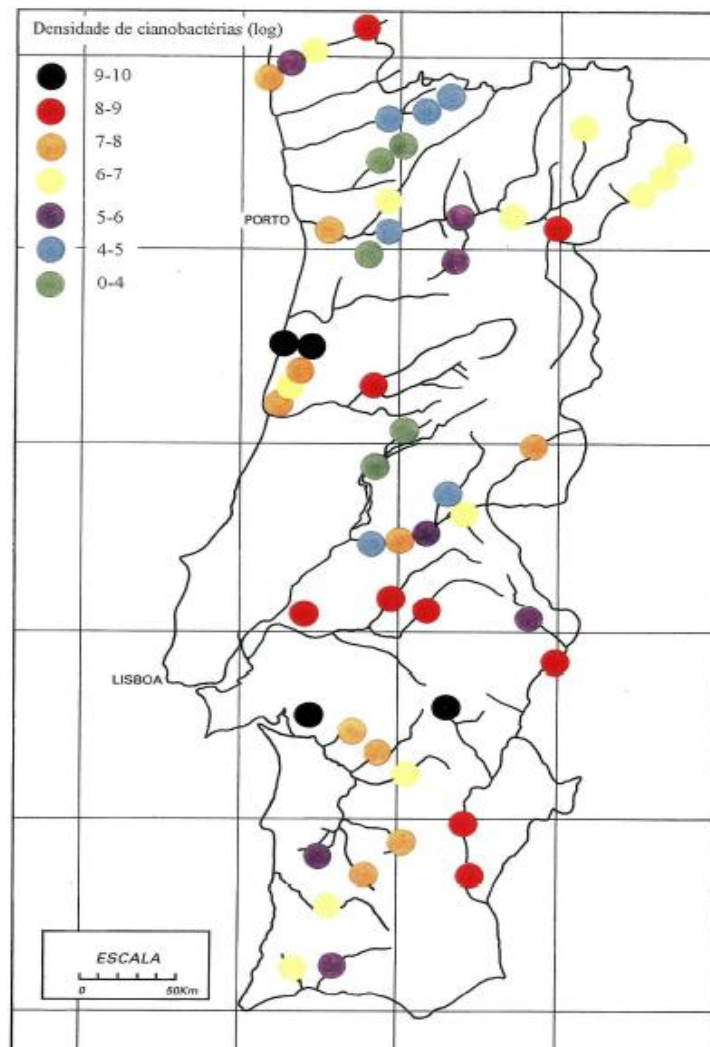 Densidade de cianobactérias (log)
9-10
8-9
7-8
6-7
5-6
4-5
0-4
PORTO
LISBOA
ESCALA
0 50Km